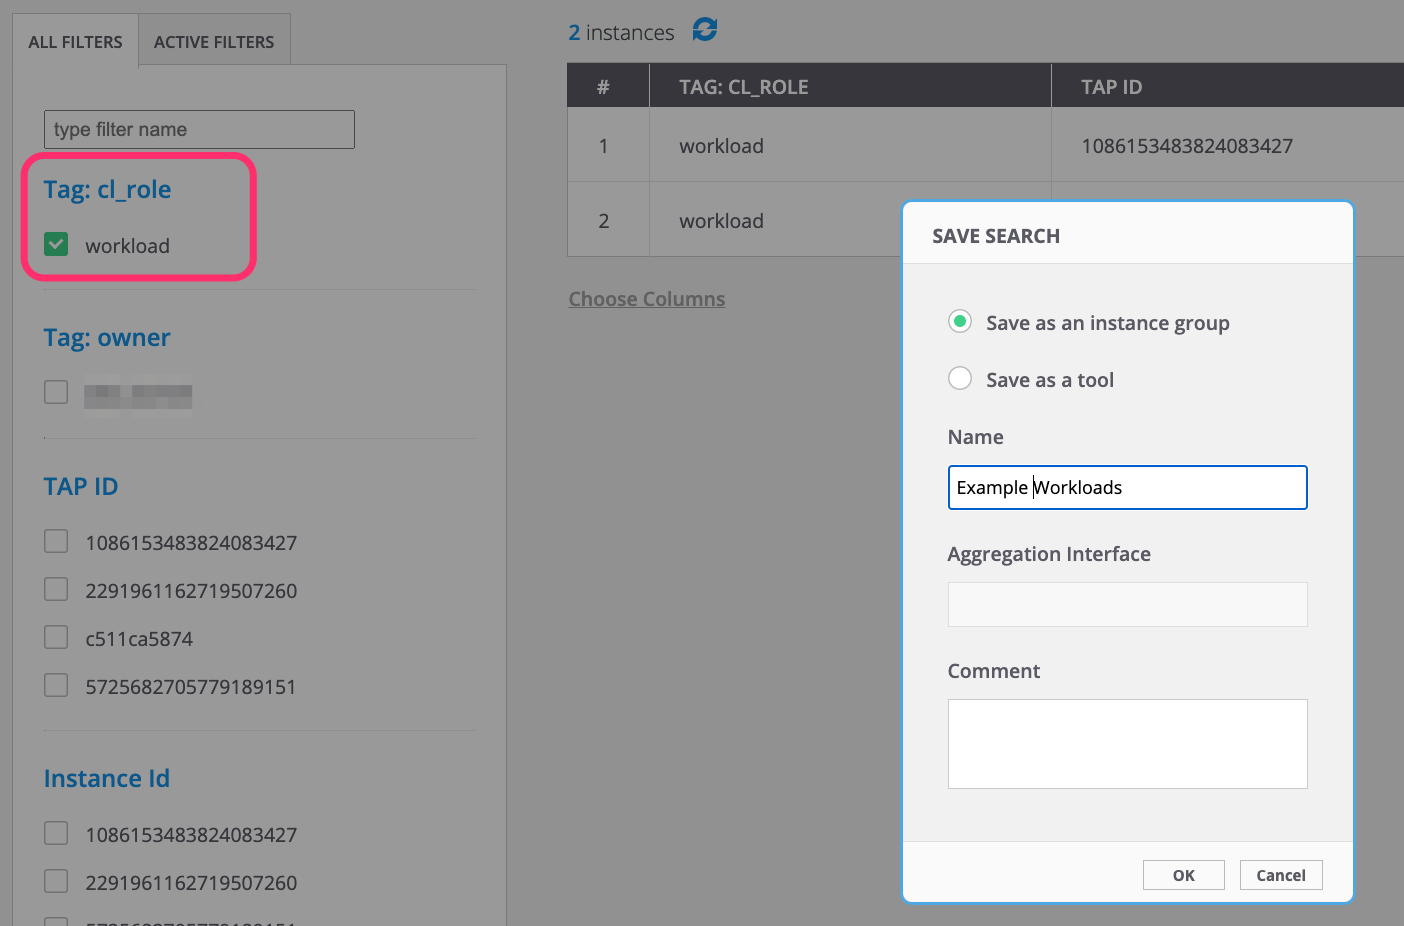 ALL FILTERS
ACTIVE FILTERS
type filter name
Tag: cl_role
workload
Tag: owner
TAP ID
1086153483824083427
2291961162719507260
c511ca5874
5725682705779189151
Instance Id
1086153483824083427
2291961162719507260
2 instances
# TAG: CL_ROLE TAP ID
1 workload 1086153483824083427
2 workload
Choose Columns
SAVE SEARCH
Save as an instance group
Save as a tool
Name
Example Workloads
Aggregation Interface
Comment
OK Cancel